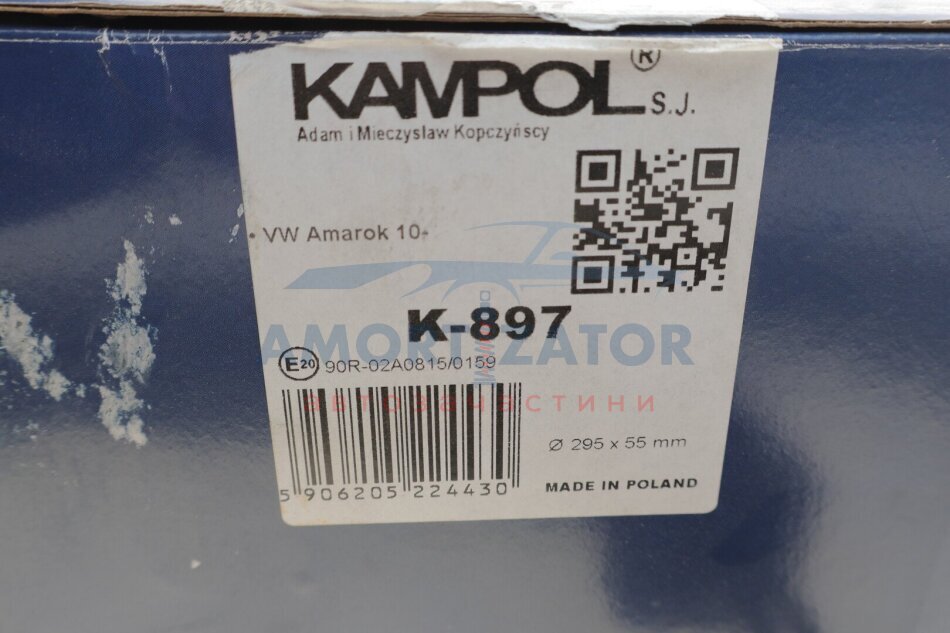 KAMPOL® S.J.
Adam i Mieczysław Kopczyńscy
• VW Amarok 10-
K-897
AMORTIZATOR
E20 90R-02A0815/0159
автозапчастини
Ø 295 x 55 mm
5 906205 224430
MADE IN POLAND